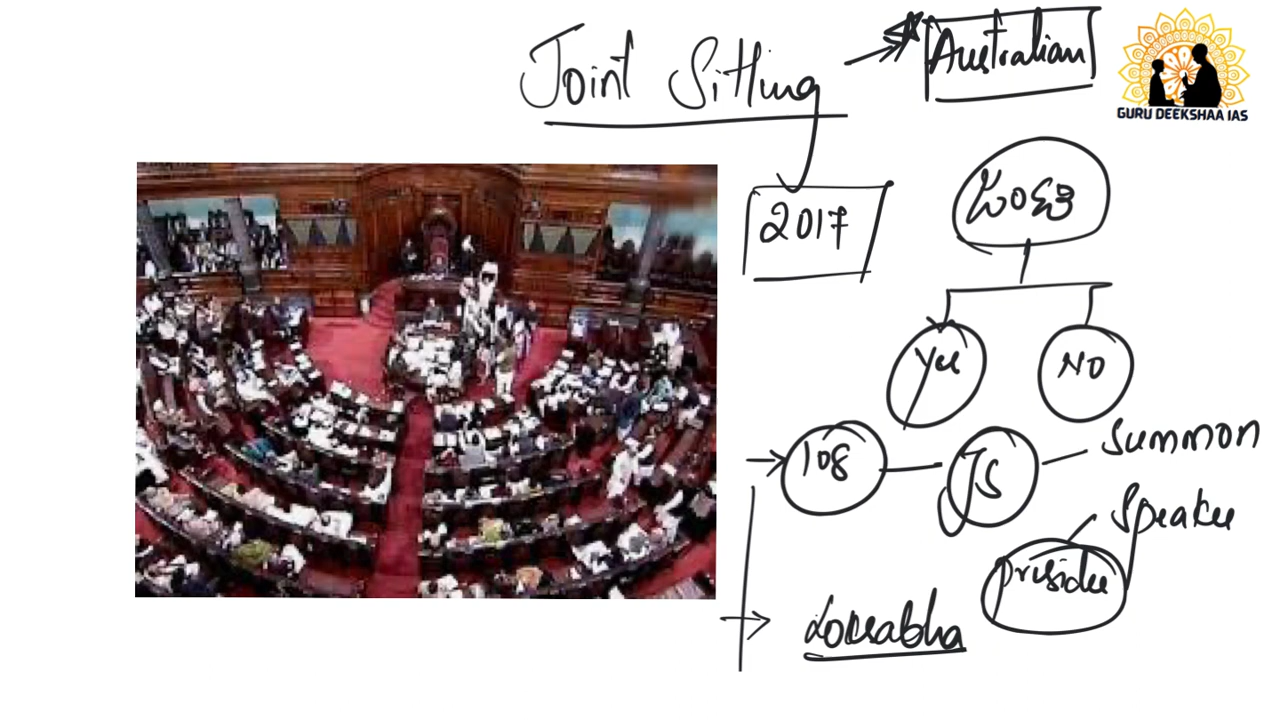 Joint Sitting
Australian
GURU DEEKSHAA IAS
2017
ಜಂಟಿ
Yes
NO
108
JS
Summon
Speaker
preside
Loksabha